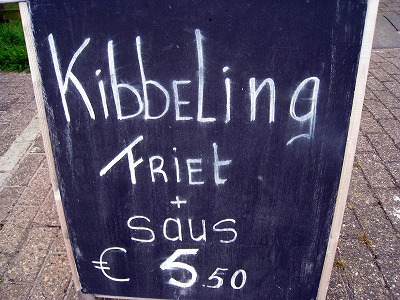 KibbeLing
Friet
+
saus
€ 5.50